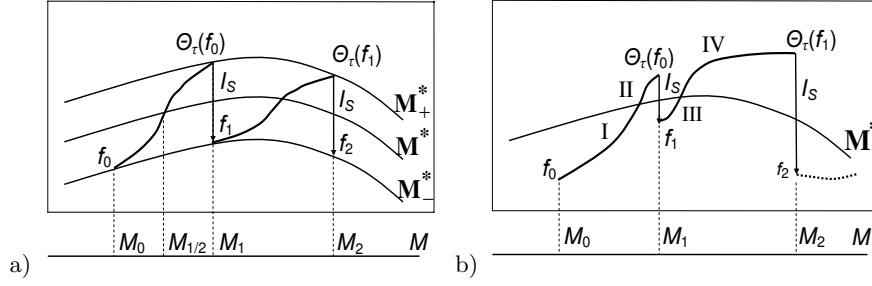 Θτ(f0)
Θτ(f1)
IS
IS
M*+
f0
f1
f2
M*
M*−
M0
M1/2
M1
M2
M
a)
Θτ(f0)
IV
Θτ(f1)
II
IS
IS
I
III
f1
M*
f0
f2
M0
M1
M2
M
b)